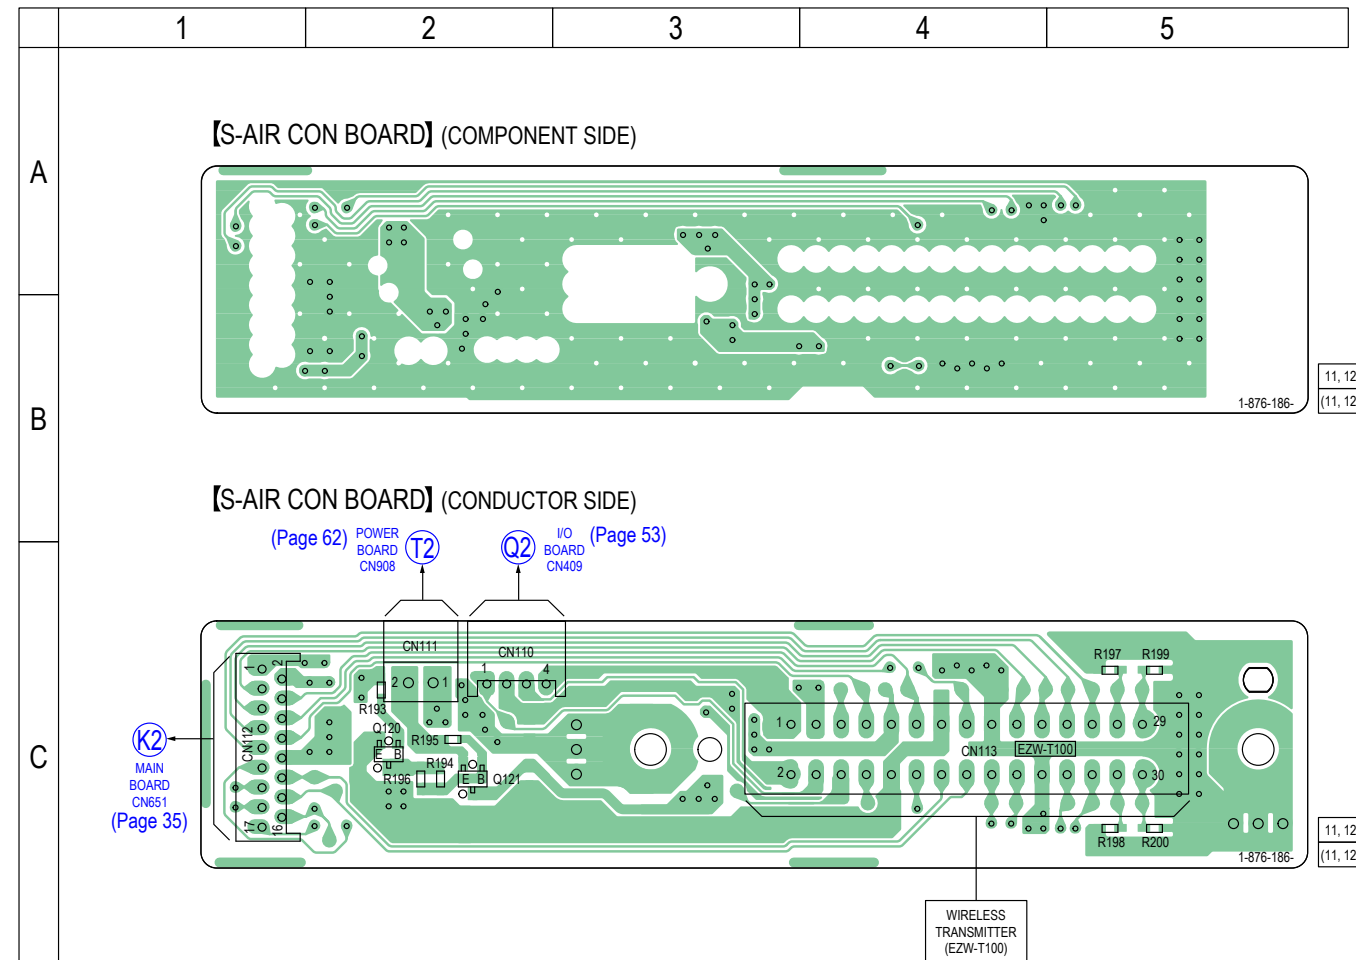 1 2 3 4 5
A
B
C
【S-AIR CON BOARD】 (COMPONENT SIDE)
1-876-186-
11, 12
(11, 12
【S-AIR CON BOARD】 (CONDUCTOR SIDE)
(Page 62)
POWER
BOARD
CN908
T2
Q2
I/O
BOARD
CN409
(Page 53)
K2
MAIN
BOARD
CN651
(Page 35)
CN111
CN110
1 4
2 1
1 2
CN112
17 16
R193
Q120
E B
R195
R194
R196
E B
Q121
R197 R199
1 29
CN113 EZW-T100
2 30
R198 R200
1-876-186-
11, 12
(11, 12
WIRELESS
TRANSMITTER
(EZW-T100)